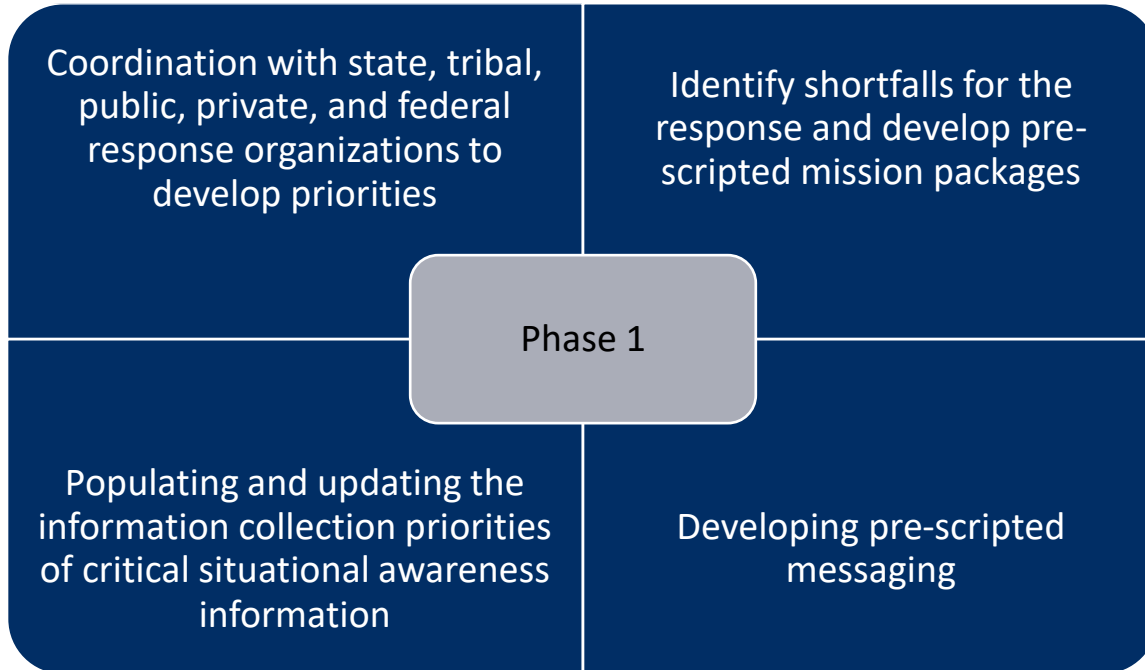 Coordination with state, tribal,
public, private, and federal
response organizations to
develop priorities
Identify shortfalls for the
response and develop pre-
scripted mission packages
Phase 1
Populating and updating the
information collection priorities
of critical situational awareness
information
Developing pre-scripted
messaging